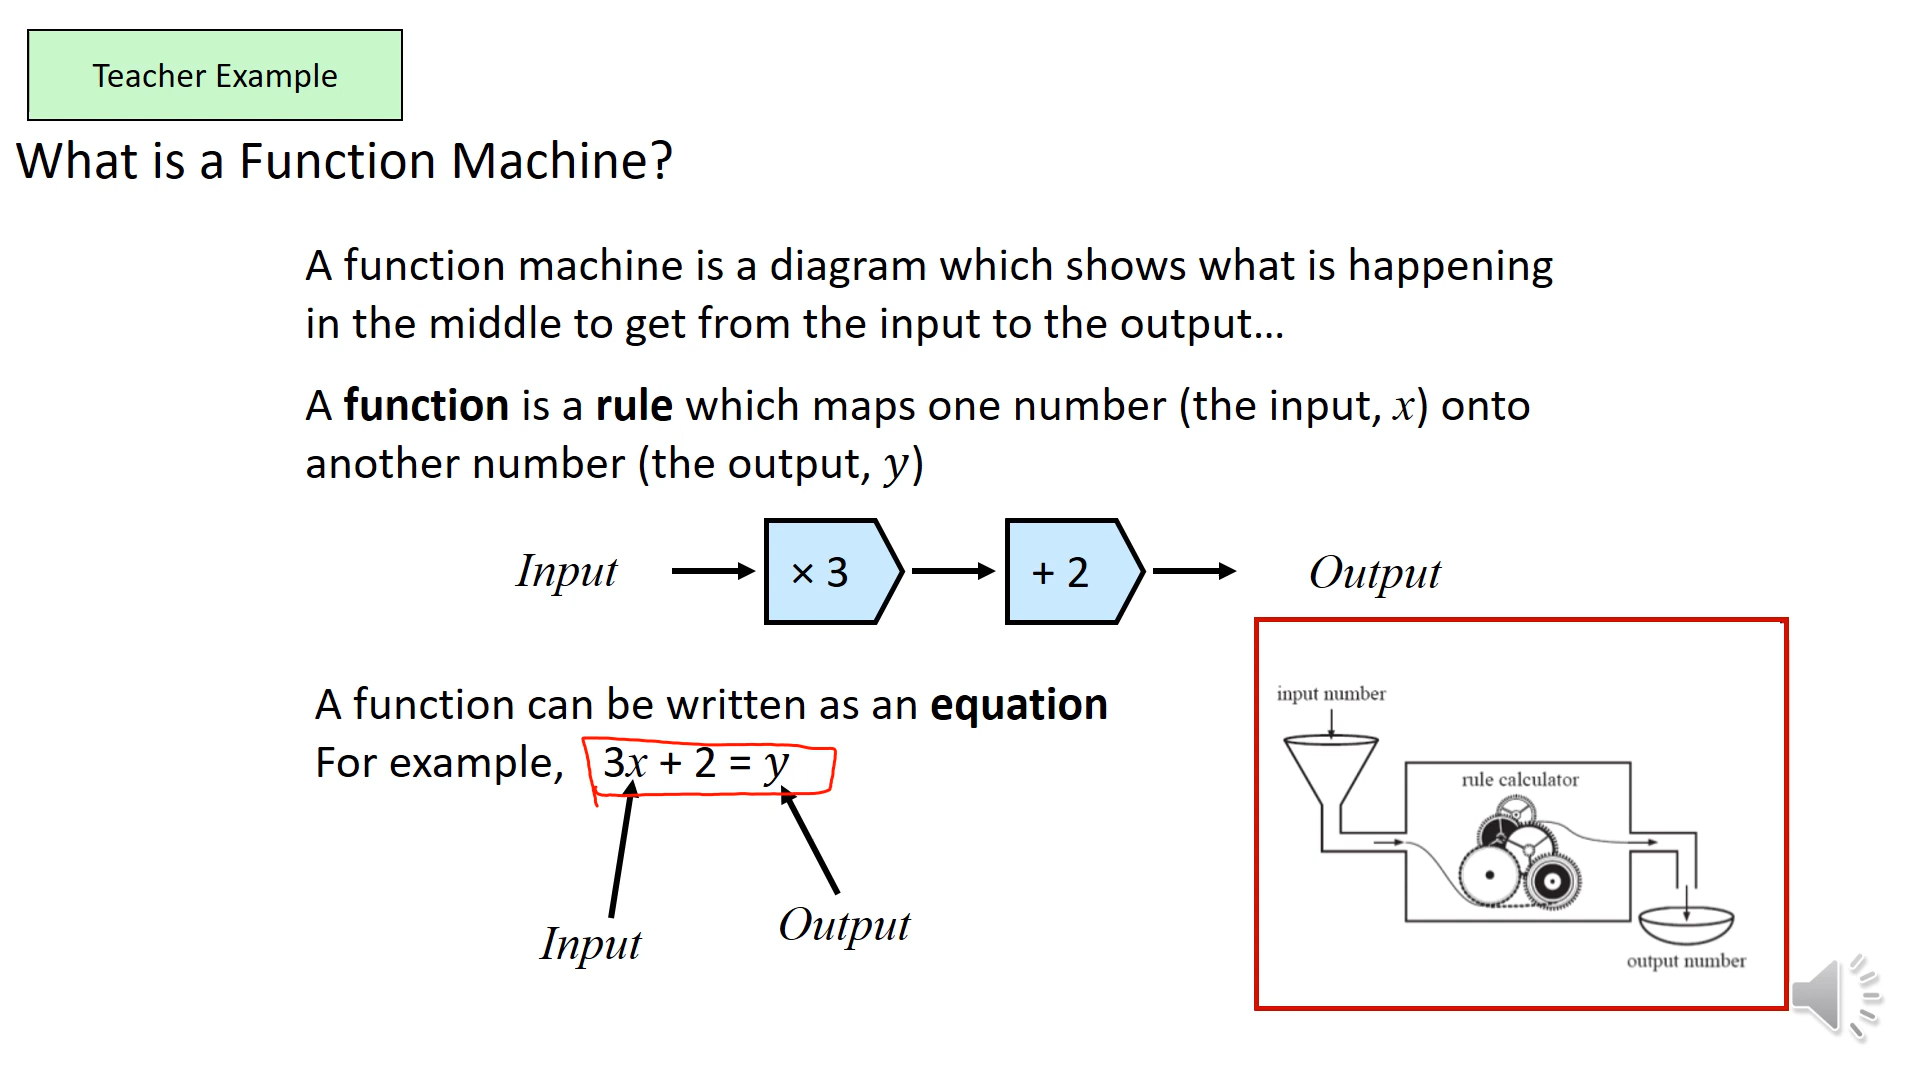 Teacher Example
What is a Function Machine?
A function machine is a diagram which shows what is happening
in the middle to get from the input to the output...
A function is a rule which maps one number (the input, x) onto
another number (the output, y)
Input × 3 + 2 Output
A function can be written as an equation
For example, 3x + 2 = y
Input
Output
input number
rule calculator
output number